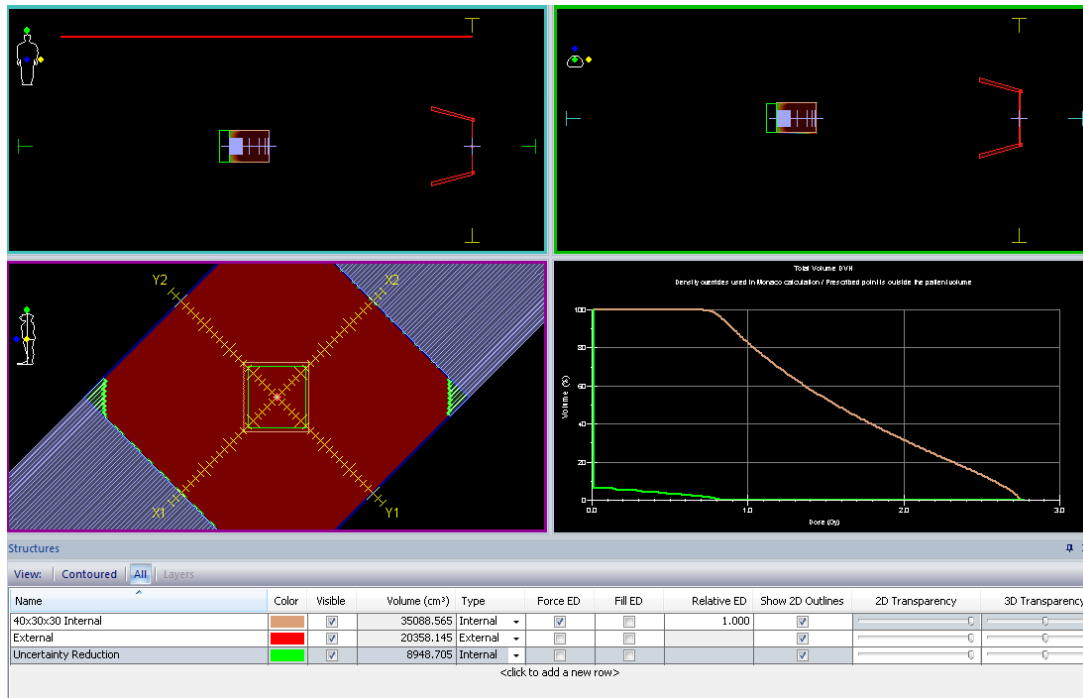 Y2
X2
X1
Y1
Total Volume DVH
Density overrides used in Monaco calculation / Prescribed point is outside the patient volume
Volume (%)
100
80
60
40
20
0
0.0
1.0
2.0
3.0
Dose (Gy)
Structures
View: Contoured All Layers
Name Color Visible Volume (cm³) Type Force ED Fill ED Relative ED Show 2D Outlines 2D Transparency 3D Transparency
40x30x30 Internal 35088.565 Internal 1.000
External 20358.145 External
Uncertainty Reduction 8948.705 Internal
<click to add a new row>